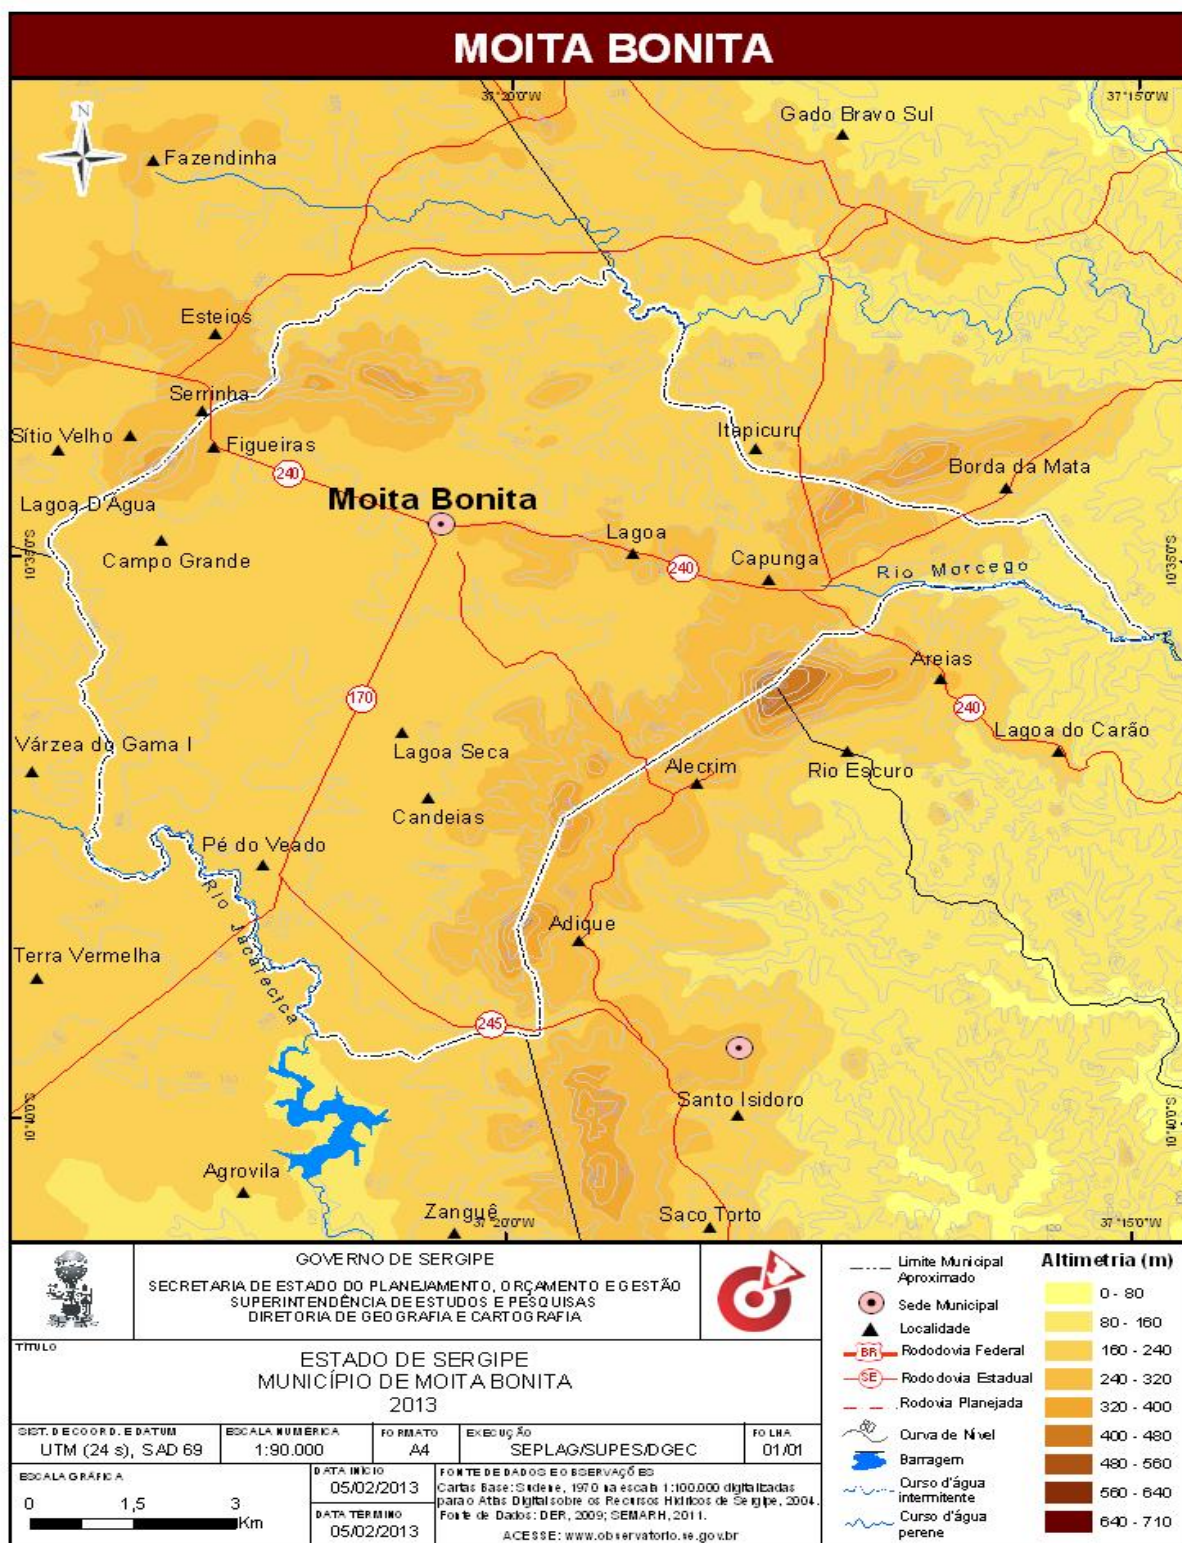 MOITA BONITA
37°20'0"W
37°15'0"W
N
Gado Bravo Sul
Fazendinha
Esteios
Serrinha
Sítio Velho
Figueiras
Itapicuru
Borda da Mata
240
Moita Bonita
Lagoa D'Agua
Lagoa
Campo Grande
Capunga
240
Rio Morcego
10°35'0"S
10°35'0"S
Areias
170
240
Várzea do Gama I
Lagoa Seca
Lagoa do Carão
Alecrim
Rio Escuro
Candeias
Pé do Veado
Rio Jacarecica
Adique
Terra Vermelha
245
Santo Isidoro
10°40'0"S
10°40'0"S
Agrovila
Zanguê
37°20'0"W
Saco Torto
37°15'0"W
GOVERNO DE SERGIPE
SECRETARIA DE ESTADO DO PLANEJAMENTO, ORÇAMENTO E GESTÃO
SUPERINTENDÊNCIA DE ESTUDOS E PESQUISAS
DIRETORIA DE GEOGRAFIA E CARTOGRAFIA
TÍTULO
ESTADO DE SERGIPE
MUNICÍPIO DE MOITA BONITA
2013
SIST. DE COORD. E DATUM
UTM (24 s), SAD 69
ESCALA NUMÉRICA
1:90.000
FORMATO
A4
EXECUÇÃO
SEPLAG/SUPES/DGEC
FOLHA
01/01
ESCALA GRÁFICA
0 1,5 3
Km
DATA INÍCIO
05/02/2013
DATA TÉRMINO
05/02/2013
FONTE DE DADOS E OBSERVAÇÕES
Cartas Base: Sudene, 1970 na escala 1:100.000 digitalizadas
para o Atlas Digital sobre os Recursos Hídricos de Sergipe, 2004.
Fonte de Dados: DER, 2009; SEMARH, 2011.
ACESSE: www.observatorio.se.gov.br
Limite Municipal
Aproximado
Sede Municipal
Localidade
BR Rododovia Federal
SE Rododovia Estadual
Rodovia Planejada
Curva de Nível
Barragem
Curso d'água
intermitente
Curso d'água
perene
Altimetria (m)
0 - 80
80 - 160
160 - 240
240 - 320
320 - 400
400 - 480
480 - 560
560 - 640
640 - 710